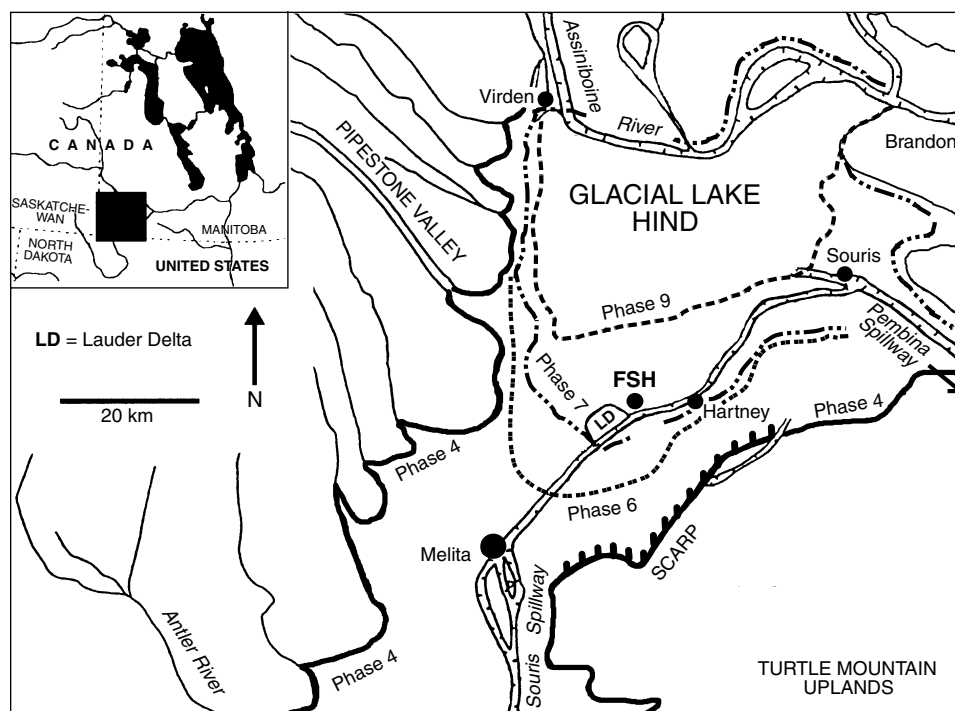 CANADA
SASKATCHE-
WAN
MANITOBA
NORTH
DAKOTA
UNITED STATES
LD = Lauder Delta
20 km
N
Virden
Assiniboine
River
PIPESTONE VALLEY
GLACIAL LAKE
HIND
Brandon
Souris
Phase 9
Pembina
Spillway
Phase 7
FSH
LD
Hartney
Phase 4
Phase 4
Phase 6
SCARP
Melita
Souris
Spillway
Antler River
Phase 4
TURTLE MOUNTAIN
UPLANDS